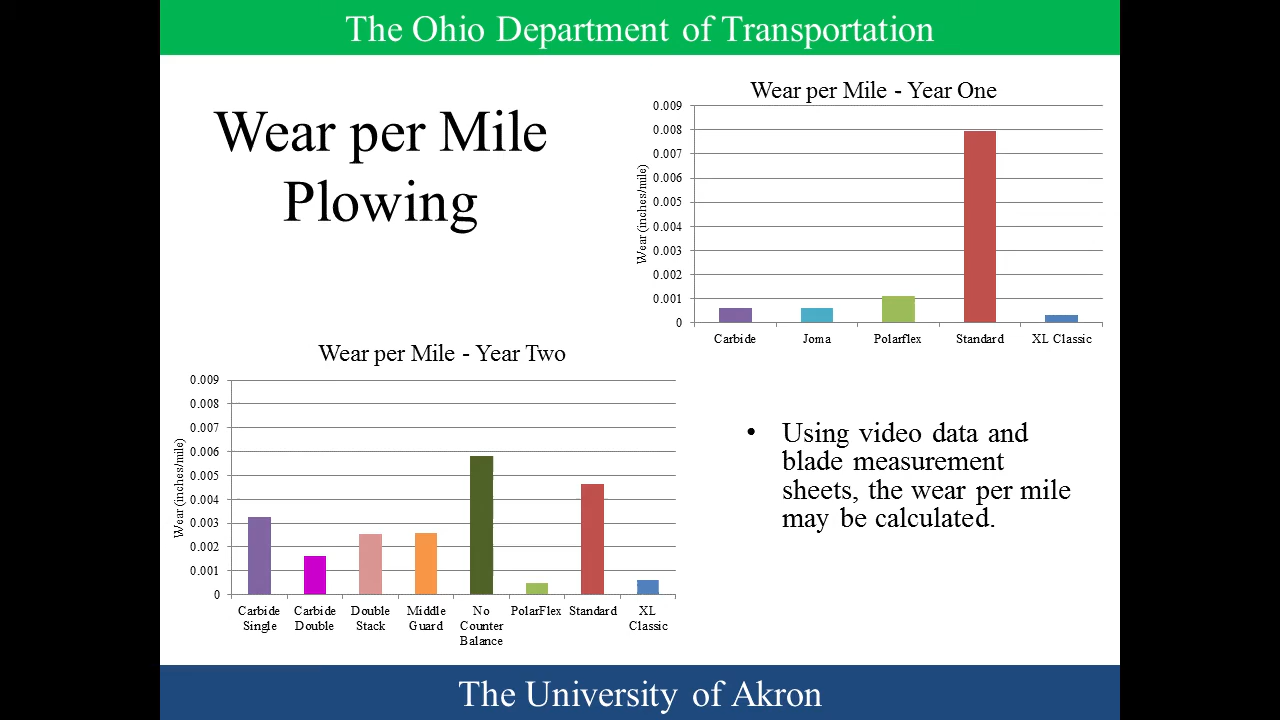 The Ohio Department of Transportation
Wear per Mile
Plowing
Wear per Mile - Year One
Wear (inches/mile)
0.009
0.008
0.007
0.006
0.005
0.004
0.003
0.002
0.001
0
Carbide Joma Polarflex Standard XL Classic
Wear per Mile - Year Two
Wear (inches/mile)
0.009
0.008
0.007
0.006
0.005
0.004
0.003
0.002
0.001
0
Carbide Carbide Double Middle No PolarFlex Standard XL
Single Double Stack Guard Counter Classic
Balance
• Using video data and
blade measurement
sheets, the wear per mile
may be calculated.
The University of Akron